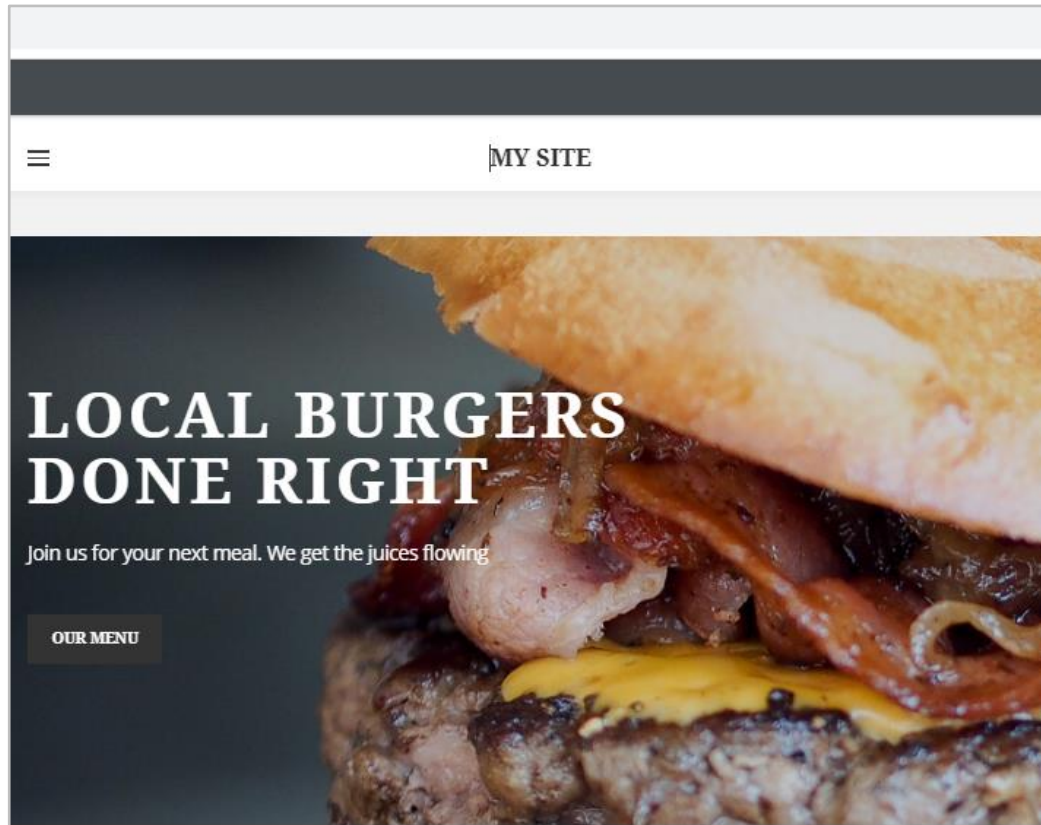 MY SITE
LOCAL BURGERS
DONE RIGHT
Join us for your next meal. We get the juices flowing
OUR MENU